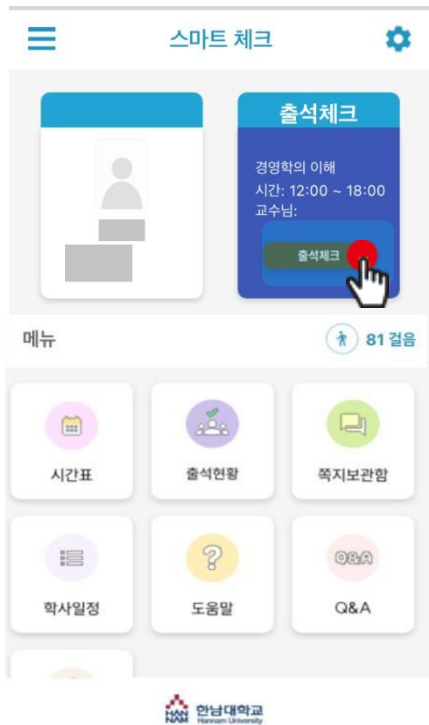 스마트 체크
출석체크
경영학의 이해
시간: 12:00 ~ 18:00
교수님:
출석체크
메뉴
81 걸음
시간표
출석현황
쪽지보관함
학사일정
도움말
Q&A
Q&A
HAN
NAM
한남대학교
Hannam University